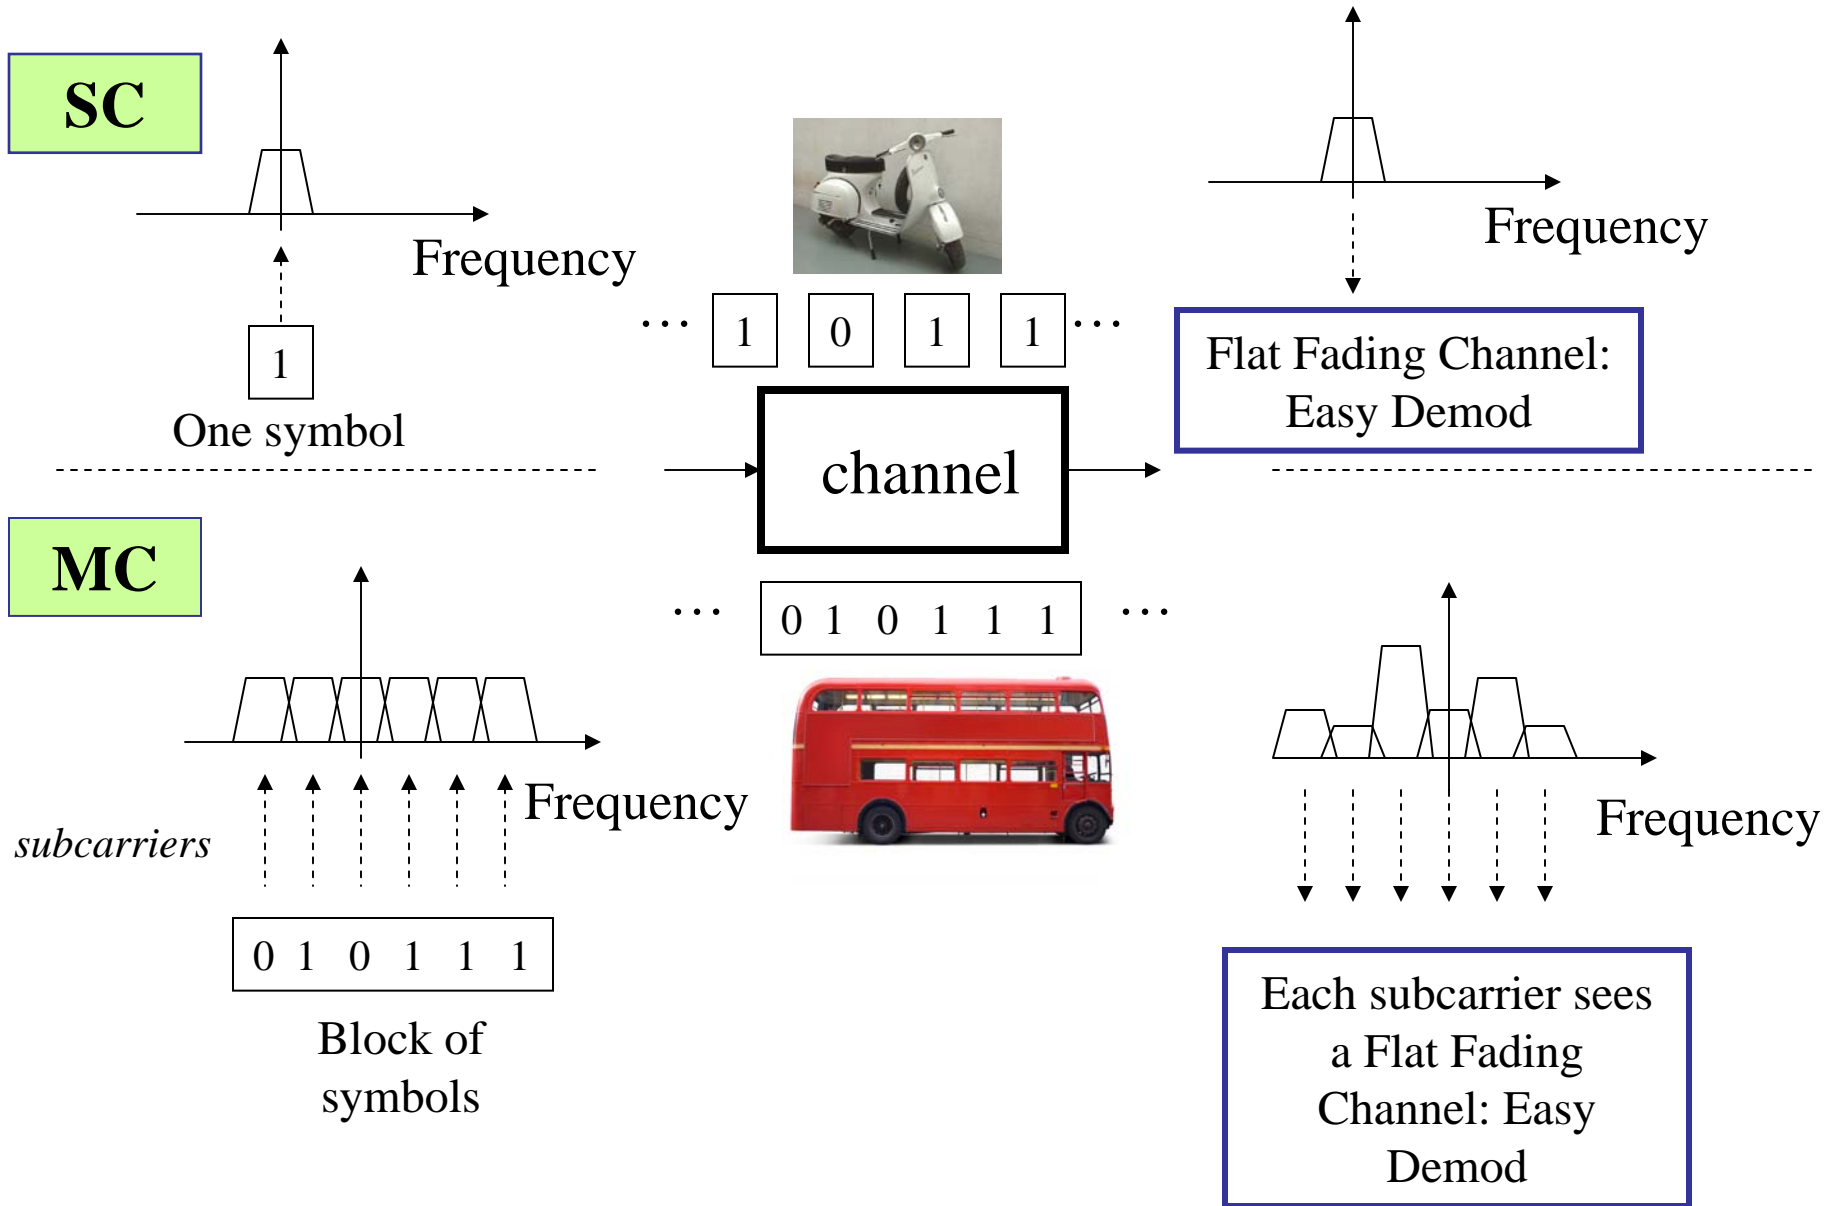 SC
Frequency
1
One symbol
… 1 0 1 1 …
Frequency
Flat Fading Channel:
Easy Demod
channel
MC
… 0 1 0 1 1 1 …
Frequency
subcarriers
0 1 0 1 1 1
Block of
symbols
Frequency
Each subcarrier sees
a Flat Fading
Channel: Easy
Demod